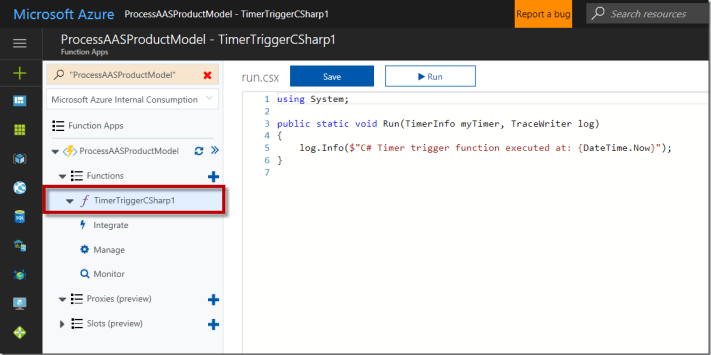 Microsoft Azure ProcessAASProductModel - TimerTriggerCSharp1
Report a bug
Search resources
ProcessAASProductModel - TimerTriggerCSharp1
Function Apps
"ProcessAASProductModel"
Microsoft Azure Internal Consumption
Function Apps
ProcessAASProductModel
Functions
TimerTriggerCSharp1
Integrate
Manage
Monitor
Proxies (preview)
Slots (preview)
run.csx
Save
Run
1 using System;
2
3 public static void Run(TimerInfo myTimer, TraceWriter log)
4 {
5     log.Info($"C# Timer trigger function executed at: {DateTime.Now}");
6 }
7